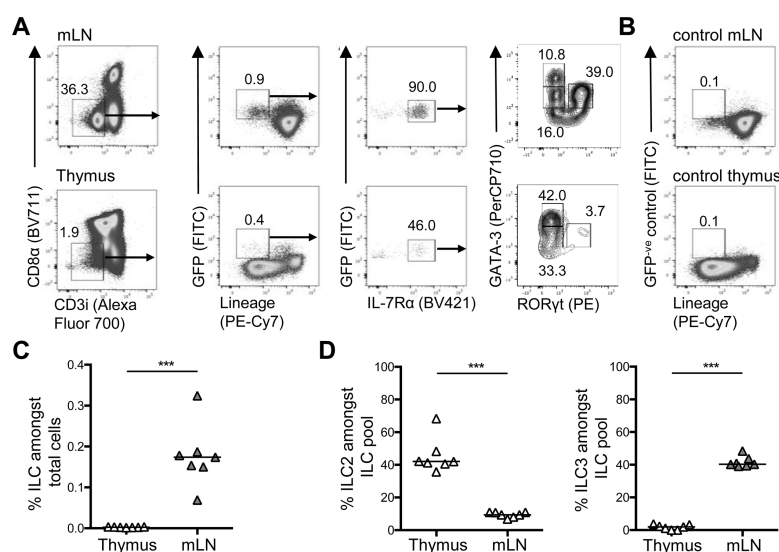 A
B
mLN
control mLN
36.3
0.9
90.0
10.8
39.0
16.0
0.1
Thymus
control thymus
1.9
0.4
46.0
42.0
3.7
33.3
0.1
CD8α (BV711)
GFP (FITC)
GFP (FITC)
GATA-3 (PerCP710)
GFP-ve control (FITC)
CD3i (Alexa
Fluor 700)
Lineage
(PE-Cy7)
IL-7Rα (BV421)
RORγt (PE)
Lineage
(PE-Cy7)
C
D
% ILC amongst
total cells
0.4
0.3
0.2
0.1
0.0
***
Thymus mLN
% ILC2 amongst
ILC pool
100
80
60
40
20
0
***
Thymus mLN
% ILC3 amongst
ILC pool
100
80
60
40
20
0
***
Thymus mLN